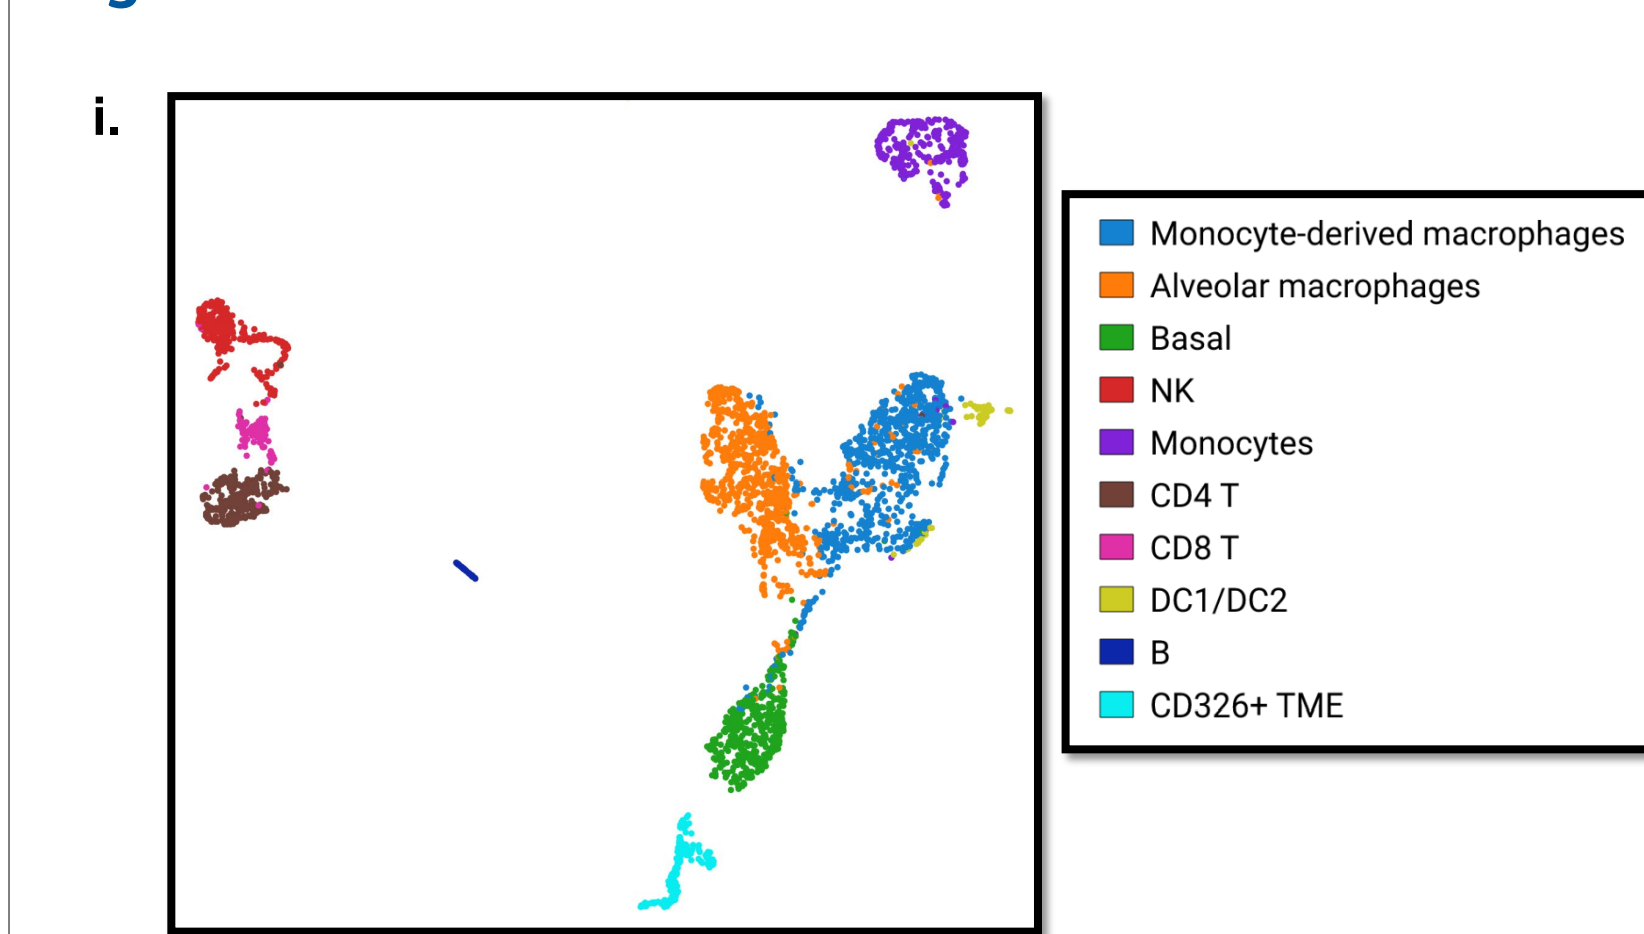 i.
Monocyte-derived macrophages
Alveolar macrophages
Basal
NK
Monocytes
CD4 T
CD8 T
DC1/DC2
B
CD326+ TME